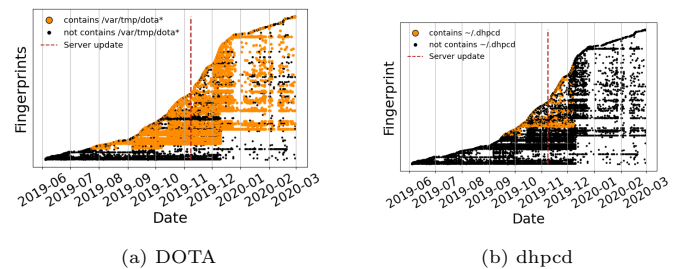 contains /var/tmp/dota*
not contains /var/tmp/dota*
Server update
Fingerprints
2019-06
2019-07
2019-08
2019-09
2019-10
2019-11
2019-12
2020-01
2020-02
2020-03
Date
(a) DOTA
contains ~/.dhpcd
not contains ~/.dhpcd
Server update
Fingerprint
2019-06
2019-07
2019-08
2019-09
2019-10
2019-11
2019-12
2020-01
2020-02
2020-03
Date
(b) dhpcd